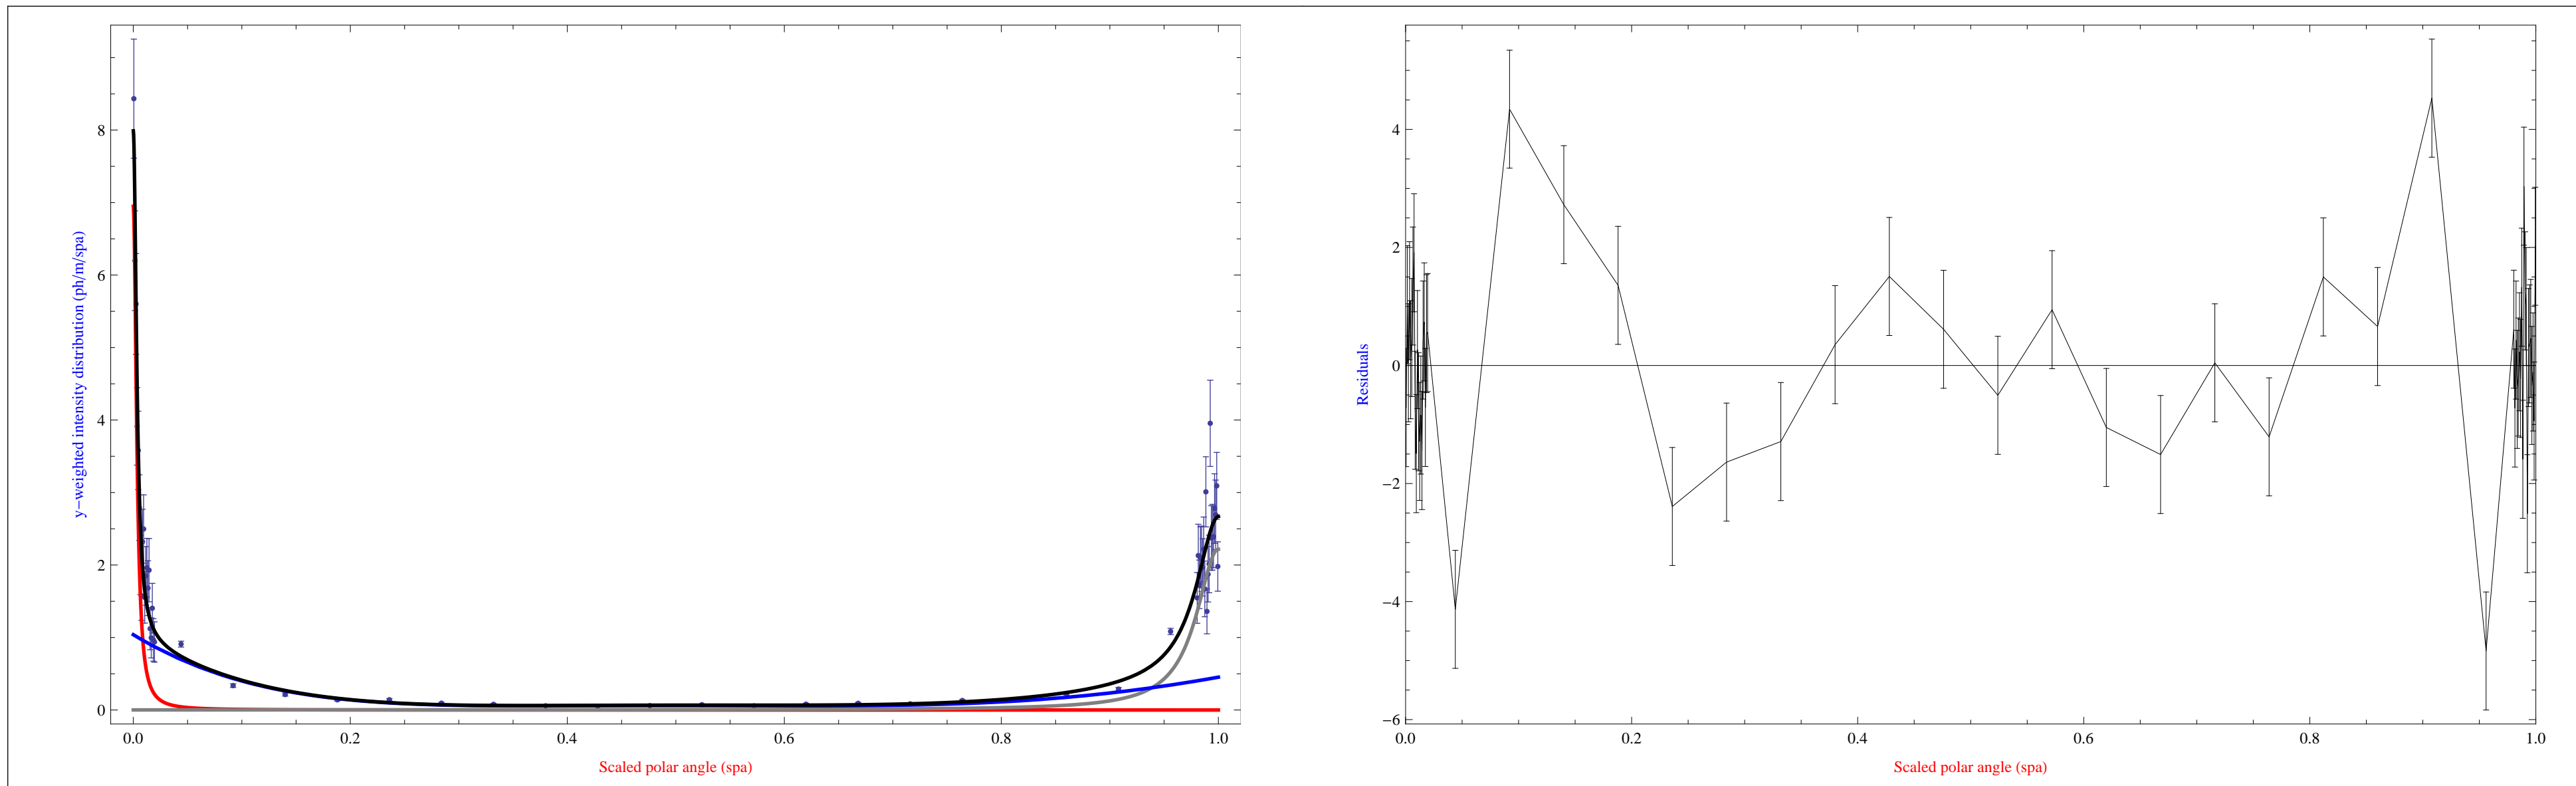 8
6
4
2
0
y−weighted intensity distribution (ph/m/spa)
0.0 0.2 0.4 0.6 0.8 1.0
Scaled polar angle (spa)
4
2
0
−2
−4
−6
Residuals
0.0 0.2 0.4 0.6 0.8 1.0
Scaled polar angle (spa)